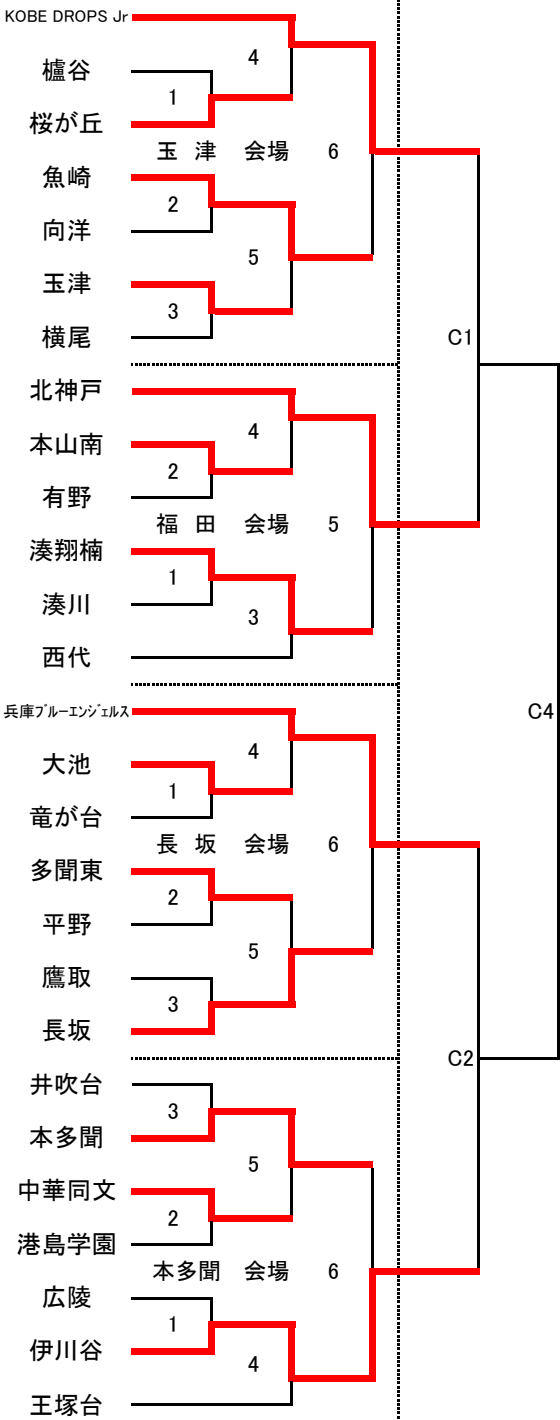 KOBE DROPS Jr
4
櫨谷
1
桜が丘
玉 津 会場 6
魚崎
2
向洋
5
玉津
3
横尾
C1
北神戸
4
本山南
2
有野
福 田 会場 5
湊翔楠
1
湊川
3
西代
兵庫ブルーエンジェルス
C4
4
大池
1
竜が台
長 坂 会場 6
多聞東
2
平野
5
鷹取
3
長坂
C2
井吹台
3
本多聞
5
中華同文
2
港島学園
本多聞 会場 6
広陵
1
伊川谷
4
王塚台